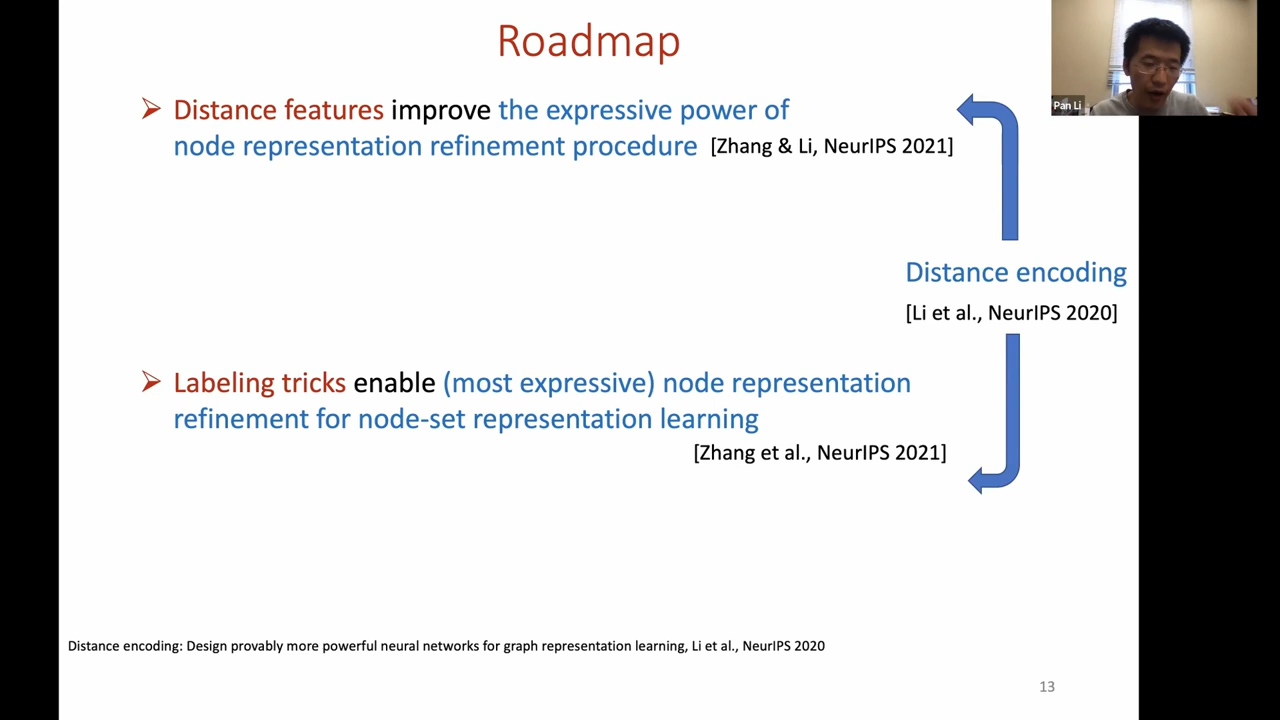 Roadmap
Pan Li
➢ Distance features improve the expressive power of
node representation refinement procedure [Zhang & Li, NeurIPS 2021]
Distance encoding
[Li et al., NeurIPS 2020]
➢ Labeling tricks enable (most expressive) node representation
refinement for node-set representation learning
[Zhang et al., NeurIPS 2021]
Distance encoding: Design provably more powerful neural networks for graph representation learning, Li et al., NeurIPS 2020
13